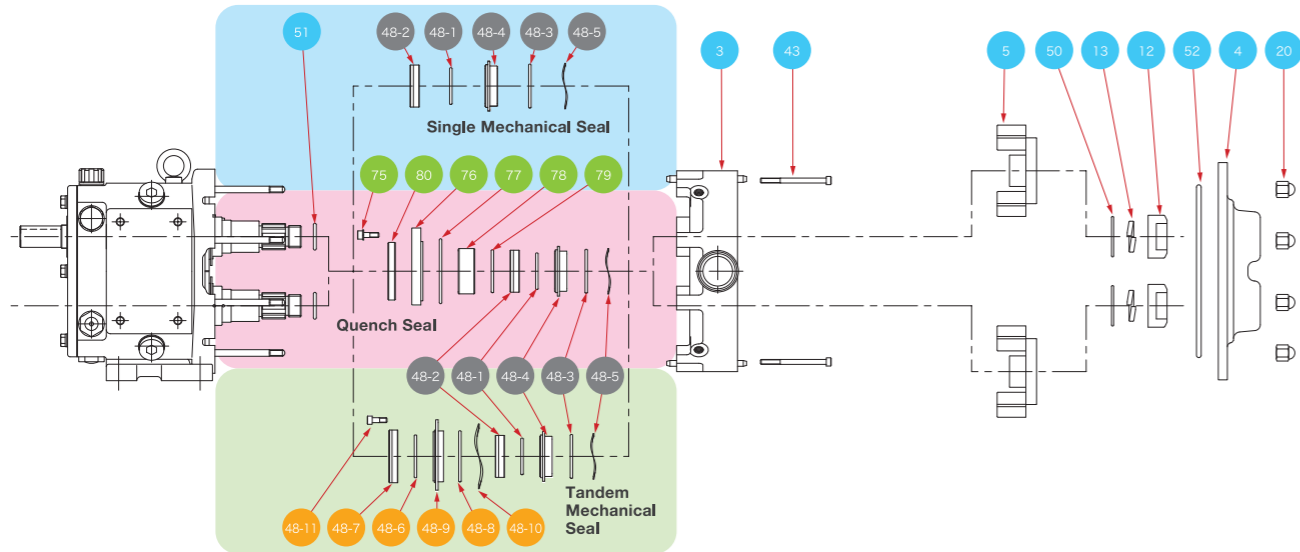 51 48-2 48-1 48-4 48-3 48-5 3 43 5 50 13 12 52 4 20
Single Mechanical Seal
75 80 76 77 78 79
Quench Seal
48-2 48-1 48-4 48-3 48-5
Tandem
Mechanical
Seal
48-11 48-7 48-6 48-9 48-8 48-10